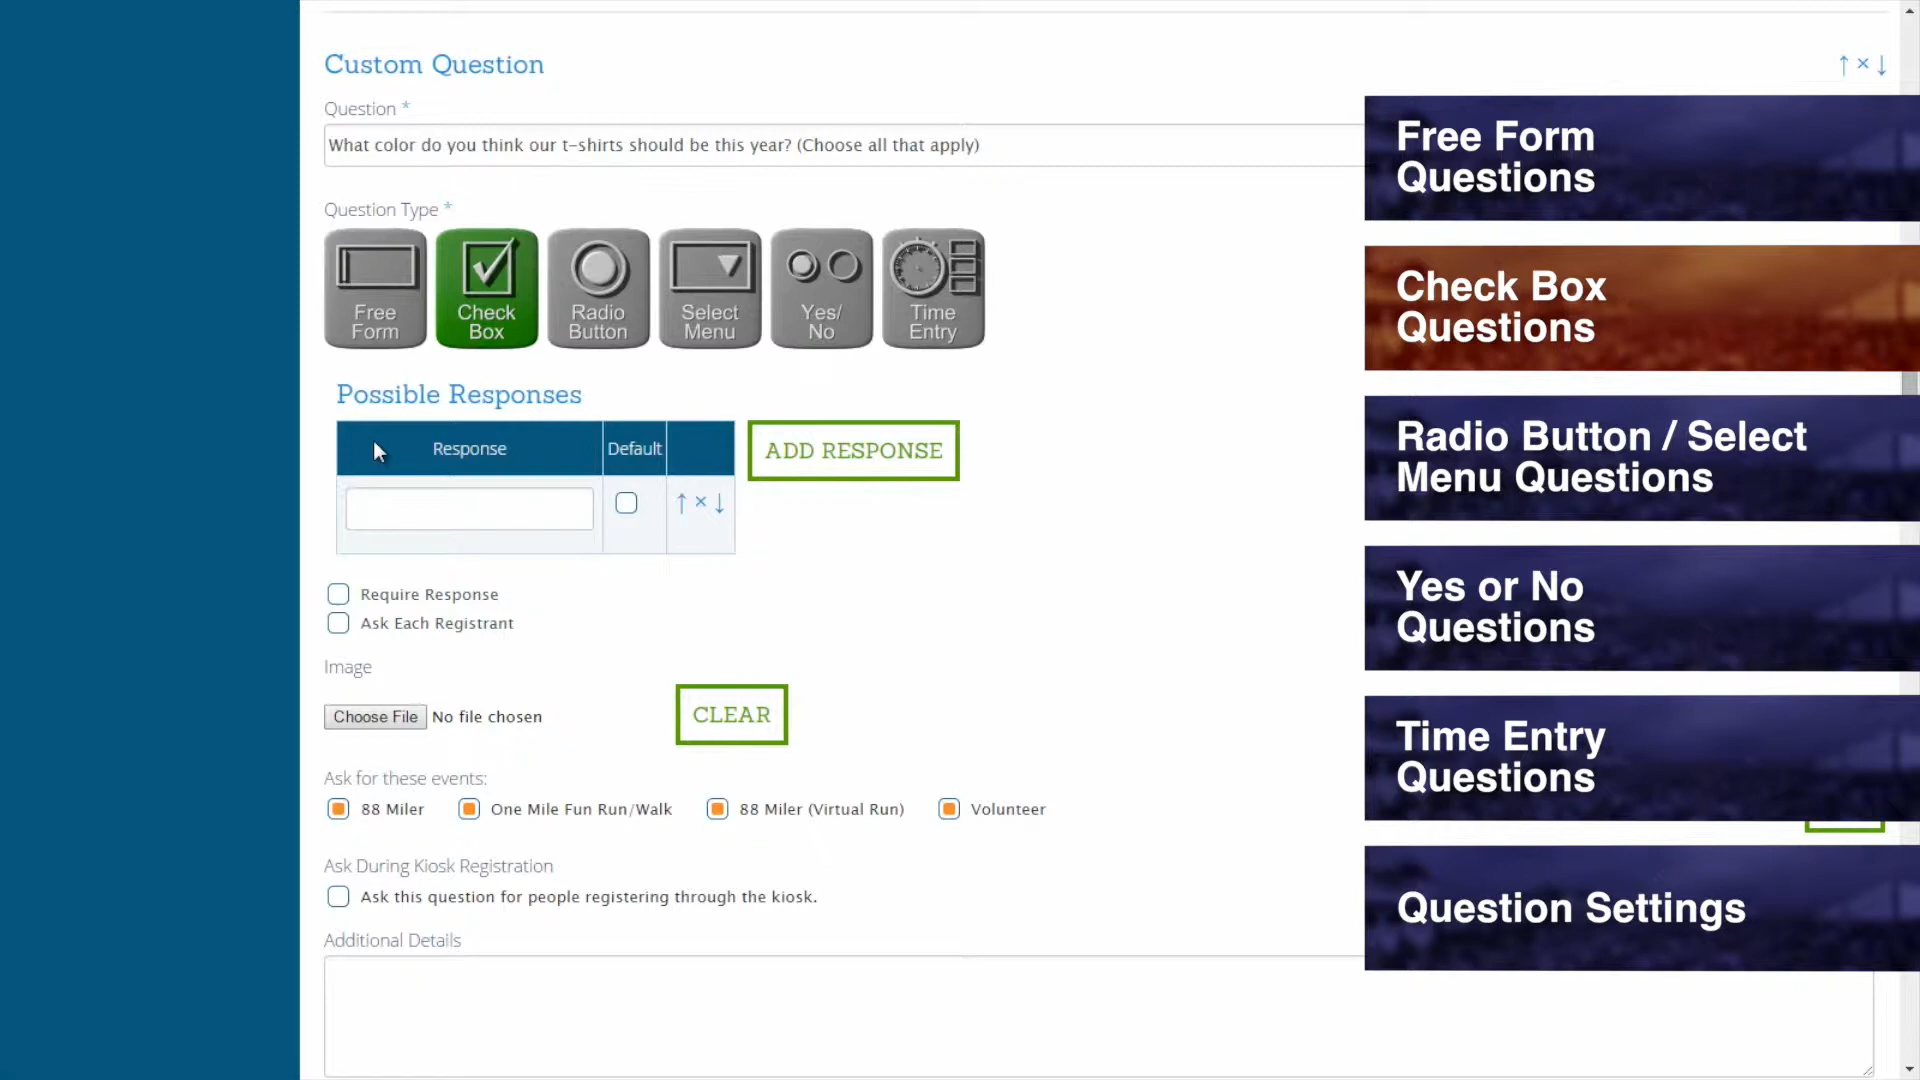 Custom Question
↑ × ↓
Question *
What color do you think our t-shirts should be this year? (Choose all that apply)
Question Type *
Free
Form
Check
Box
Radio
Button
Select
Menu
Yes/
No
Time
Entry
Possible Responses
Response
Default
ADD RESPONSE
↑ × ↓
Require Response
Ask Each Registrant
Image
Choose File No file chosen
CLEAR
Ask for these events:
88 Miler
One Mile Fun Run/Walk
88 Miler (Virtual Run)
Volunteer
Ask During Kiosk Registration
Ask this question for people registering through the kiosk.
Additional Details
Free Form
Questions
Check Box
Questions
Radio Button / Select
Menu Questions
Yes or No
Questions
Time Entry
Questions
Question Settings